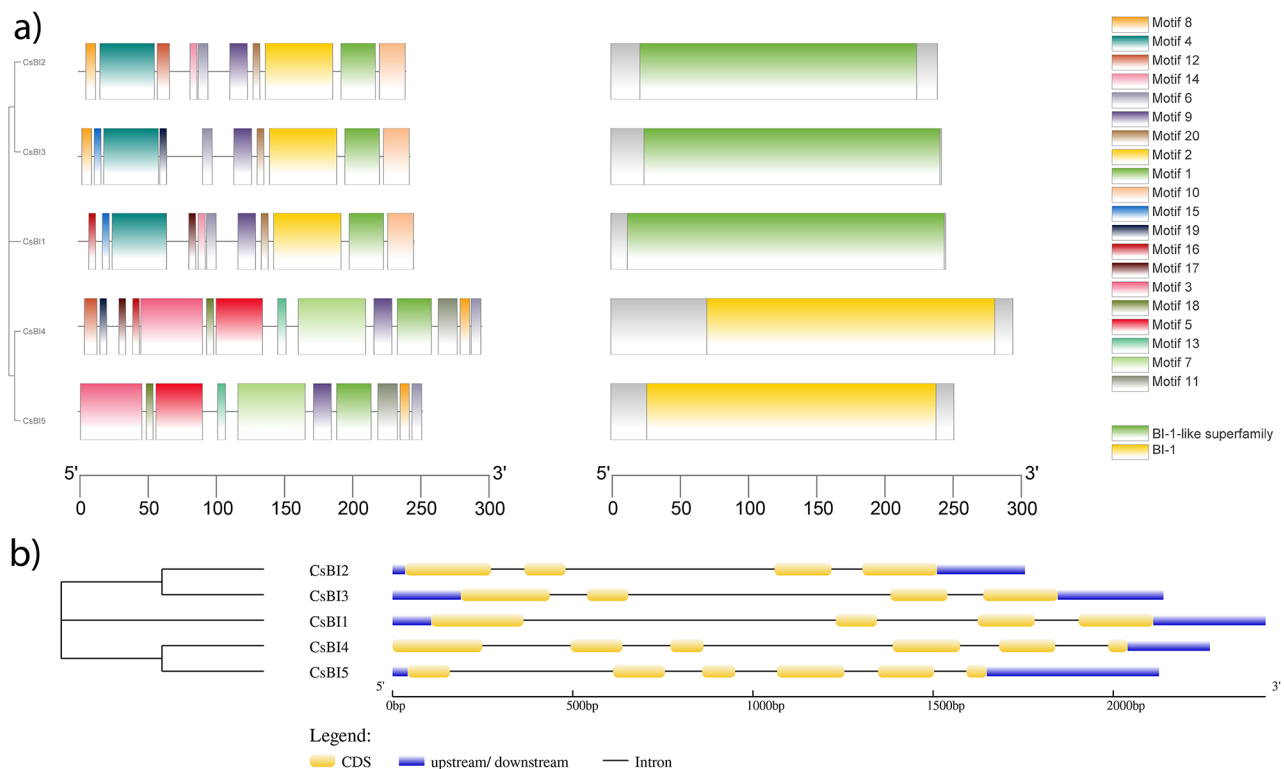 a)
CsBI2
CsBI3
CsBI1
CsBI4
CsBI5
Motif 8
Motif 4
Motif 12
Motif 14
Motif 6
Motif 9
Motif 20
Motif 2
Motif 1
Motif 10
Motif 15
Motif 19
Motif 16
Motif 17
Motif 3
Motif 18
Motif 5
Motif 13
Motif 7
Motif 11
BI-1-like superfamily
BI-1
5' 3' 5' 3'
0 50 100 150 200 250 300 0 50 100 150 200 250 300
b)
CsBI2
CsBI3
CsBI1
CsBI4
CsBI5
5' 3'
0bp 500bp 1000bp 1500bp 2000bp
Legend:
CDS upstream/ downstream Intron